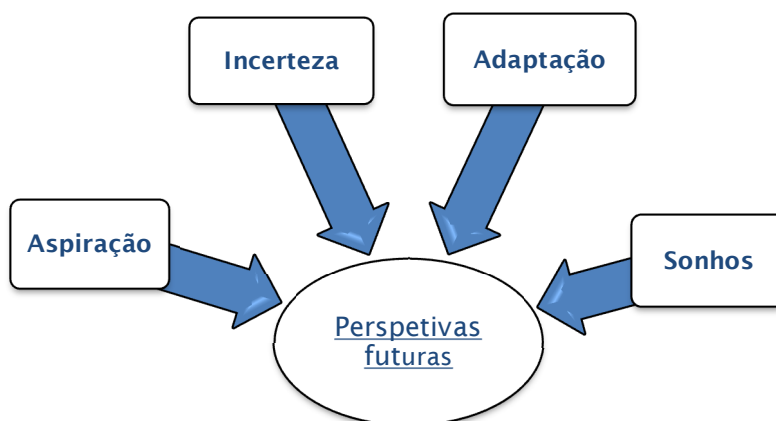 Incerteza
Adaptação
Aspiração
Sonhos
Perspetivas
futuras